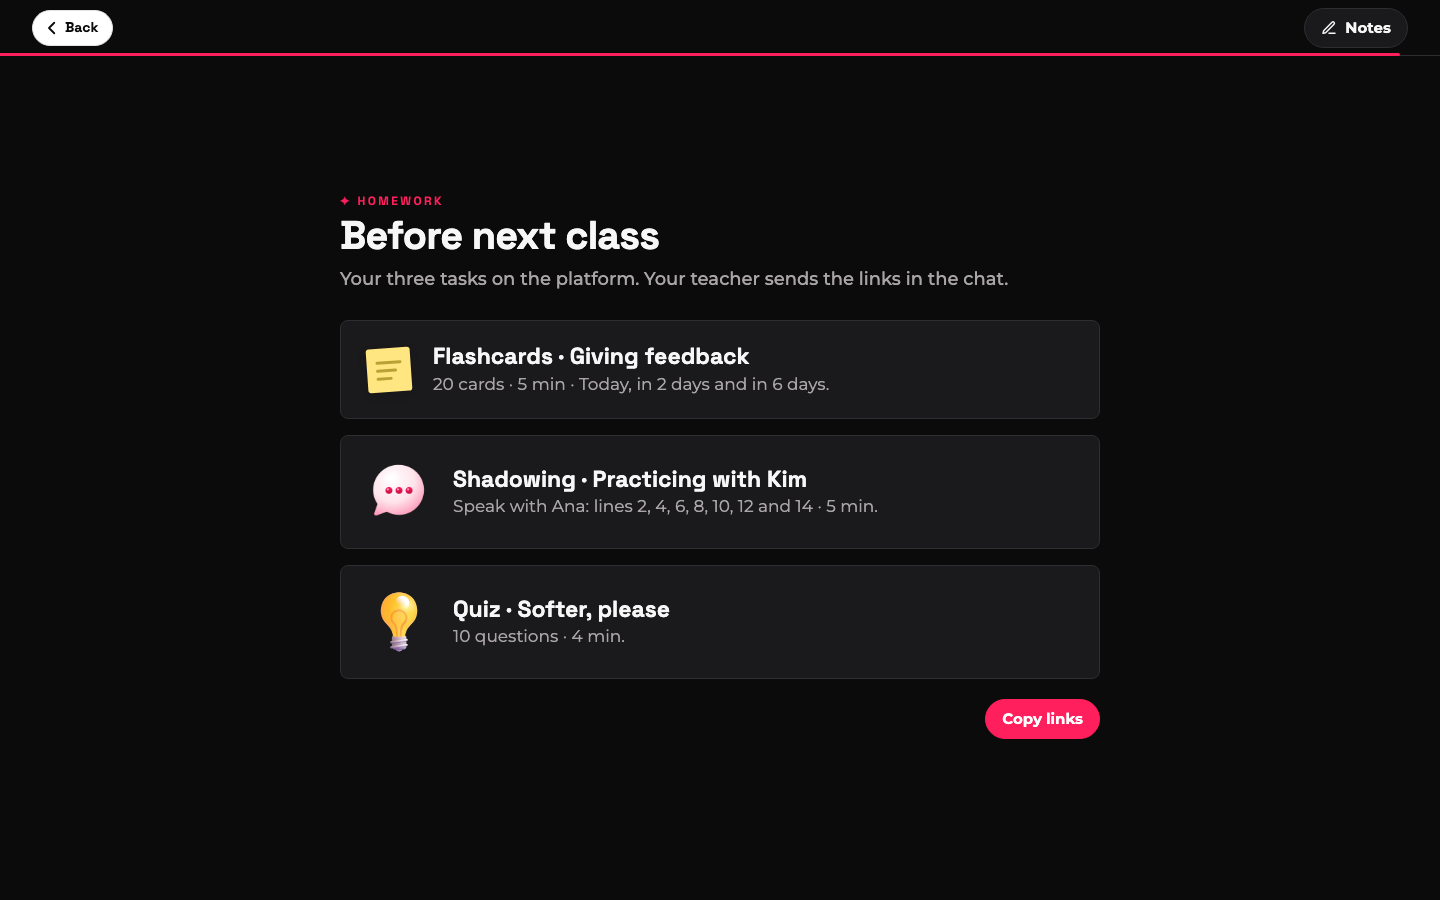 Back
Notes
HOMEWORK
Before next class
Your three tasks on the platform. Your teacher sends the links in the chat.
Flashcards · Giving feedback
20 cards · 5 min · Today, in 2 days and in 6 days.
Shadowing · Practicing with Kim
Speak with Ana: lines 2, 4, 6, 8, 10, 12 and 14 · 5 min.
Quiz · Softer, please
10 questions · 4 min.
Copy links